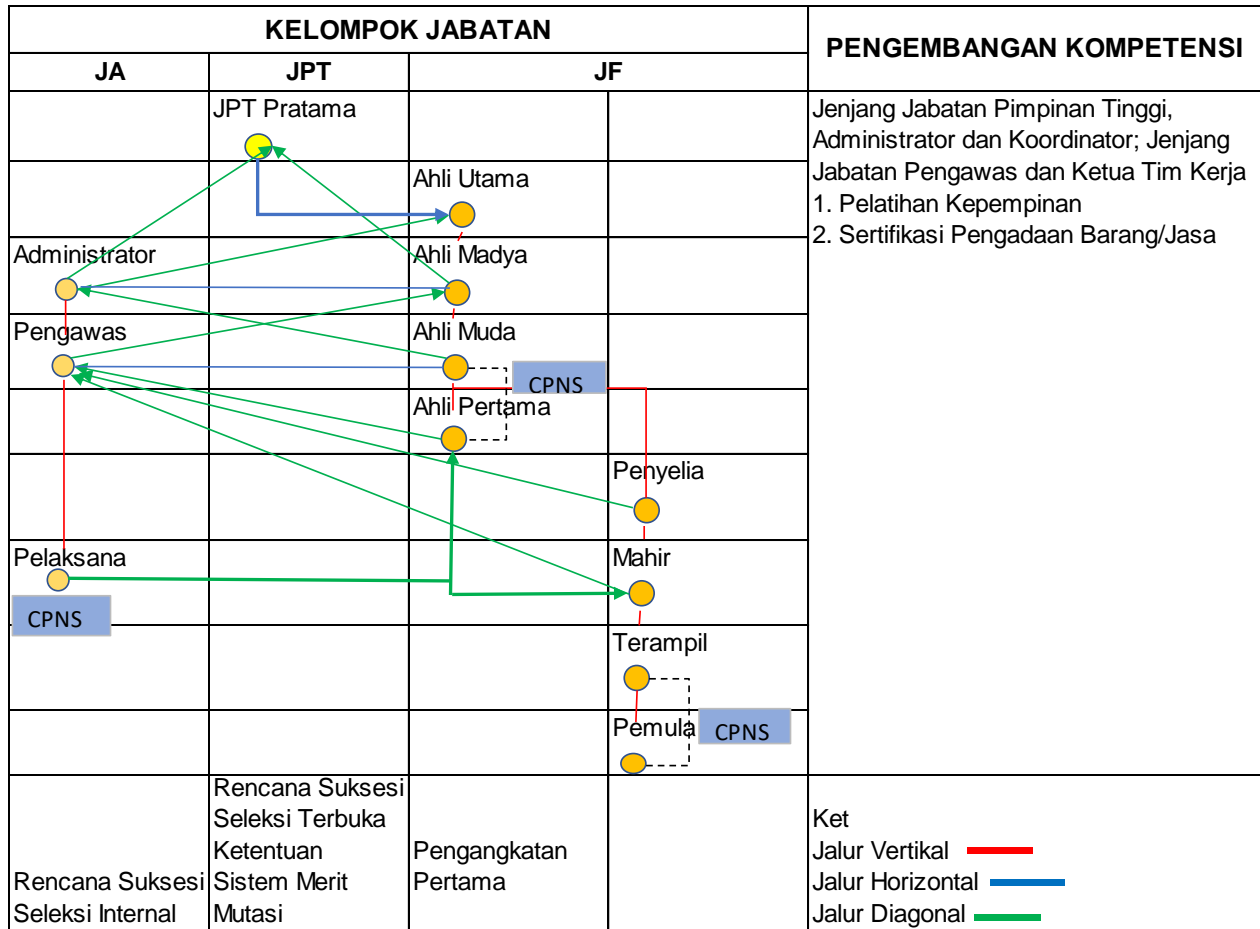 KELOMPOK JABATAN
PENGEMBANGAN KOMPETENSI
JA
JPT
JF
JPT Pratama
Jenjang Jabatan Pimpinan Tinggi,
Administrator dan Koordinator; Jenjang
Jabatan Pengawas dan Ketua Tim Kerja
1. Pelatihan Kepempinan
2. Sertifikasi Pengadaan Barang/Jasa
Ahli Utama
Administrator
Ahli Madya
Pengawas
Ahli Muda
CPNS
Ahli Pertama
Penyelia
Pelaksana
Mahir
CPNS
Terampil
Pemula
CPNS
Rencana Suksesi
Seleksi Internal
Rencana Suksesi
Seleksi Terbuka
Ketentuan
Sistem Merit
Mutasi
Pengangkatan
Pertama
Ket
Jalur Vertikal
Jalur Horizontal
Jalur Diagonal